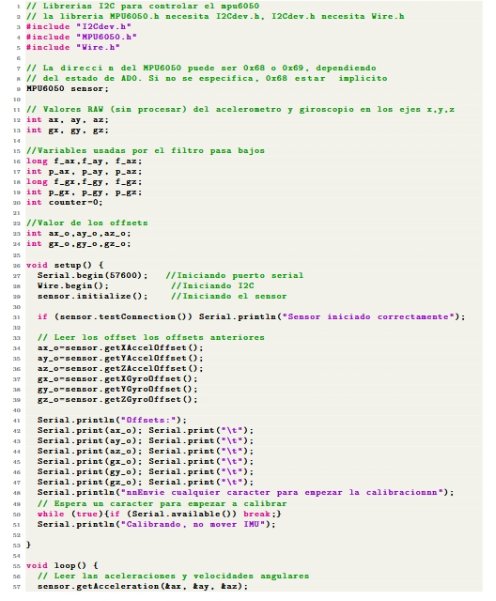 1 // Librerias I2C para controlar el mpu6050
2 // la libreria MPU6050.h necesita I2Cdev.h, I2Cdev.h necesita Wire.h
3 #include "I2Cdev.h"
4 #include "MPU6050.h"
5 #include "Wire.h"
6
7 // La direcci n del MPU6050 puede ser 0x68 o 0x69, dependiendo
8 // del estado de AD0. Si no se especifica, 0x68 estar  implicito
9 MPU6050 sensor;
10
11 // Valores RAW (sin procesar) del acelerometro y giroscopio en los ejes x,y,z
12 int ax, ay, az;
13 int gx, gy, gz;
14
15 //Variables usadas por el filtro pasa bajos
16 long f_ax,f_ay, f_az;
17 int p_ax, p_ay, p_az;
18 long f_gx,f_gy, f_gz;
19 int p_gx, p_gy, p_gz;
20 int counter=0;
21
22 //Valor de los offsets
23 int ax_o,ay_o,az_o;
24 int gx_o,gy_o,gz_o;
25
26 void setup() {
27 Serial.begin(57600); //Iniciando puerto serial
28 Wire.begin(); //Iniciando I2C
29 sensor.initialize(); //Iniciando el sensor
30
31 if (sensor.testConnection()) Serial.println("Sensor iniciado correctamente");
32
33 // Leer los offset los offsets anteriores
34 ax_o=sensor.getXAccelOffset();
35 ay_o=sensor.getYAccelOffset();
36 az_o=sensor.getZAccelOffset();
37 gx_o=sensor.getXGyroOffset();
38 gy_o=sensor.getYGyroOffset();
39 gz_o=sensor.getZGyroOffset();
40
41 Serial.println("Offsets:");
42 Serial.print(ax_o); Serial.print("\t");
43 Serial.print(ay_o); Serial.print("\t");
44 Serial.print(az_o); Serial.print("\t");
45 Serial.print(gx_o); Serial.print("\t");
46 Serial.print(gy_o); Serial.print("\t");
47 Serial.print(gz_o); Serial.print("\t");
48 Serial.println("nnEnvie cualquier caracter para empezar la calibracionnn");
49 // Espera un caracter para empezar a calibrar
50 while (true){if (Serial.available()) break;}
51 Serial.println("Calibrando, no mover IMU");
52
53 }
54
55 void loop() {
56 // Leer las aceleraciones y velocidades angulares
57 sensor.getAcceleration(&ax, &ay, &az);